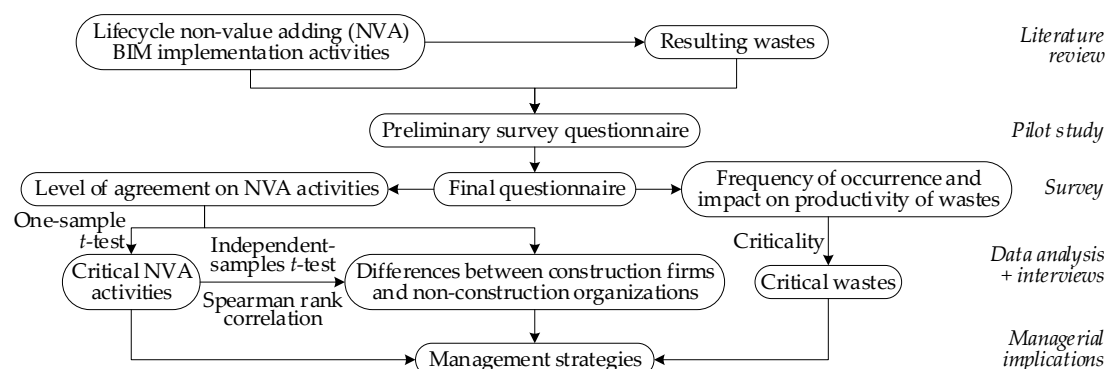 Lifecycle non-value adding (NVA)
BIM implementation activities
Resulting wastes
Literature
review
Preliminary survey questionnaire
Pilot study
Level of agreement on NVA activities
Final questionnaire
Frequency of occurrence and
impact on productivity of wastes
Survey
One-sample
t-test
Independent-
samples t-test
Criticality
Critical NVA
activities
Spearman rank
correlation
Differences between construction firms
and non-construction organizations
Critical wastes
Data analysis
+ interviews
Management strategies
Managerial
implications